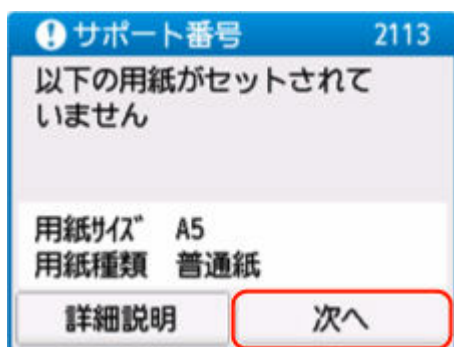 サポート番号 2113
以下の用紙がセットされて
いません
用紙ｻｲｽﾞ A5
用紙種類 普通紙
詳細説明 次へ